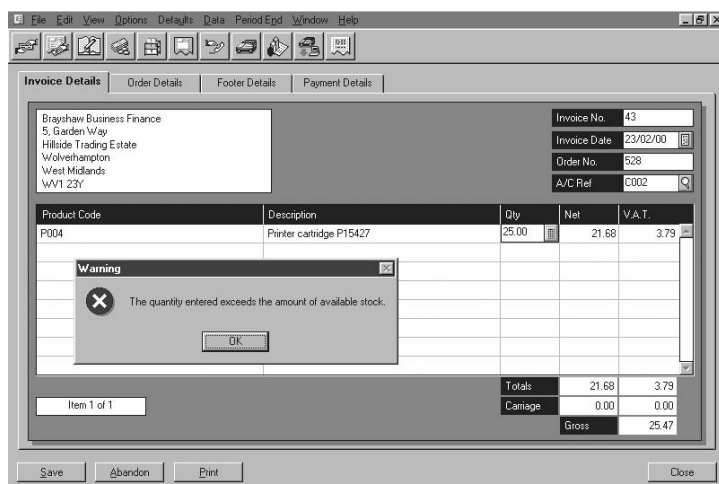 File Edit View Options Defaults Data Period End Window Help
Invoice Details Order Details Footer Details Payment Details
Brayshaw Business Finance
5, Garden Way
Hillside Trading Estate
Wolverhampton
West Midlands
WV1 23Y
Invoice No. 43
Invoice Date 23/02/00
Order No. 528
A/C Ref C002
Product Code Description Qty Net V.A.T.
P004 Printer cartridge P15427 25.00 21.68 3.79
Warning
The quantity entered exceeds the amount of available stock.
OK
Totals 21.68 3.79
Item 1 of 1 Carriage 0.00 0.00
Gross 25.47
Save Abandon Print Close